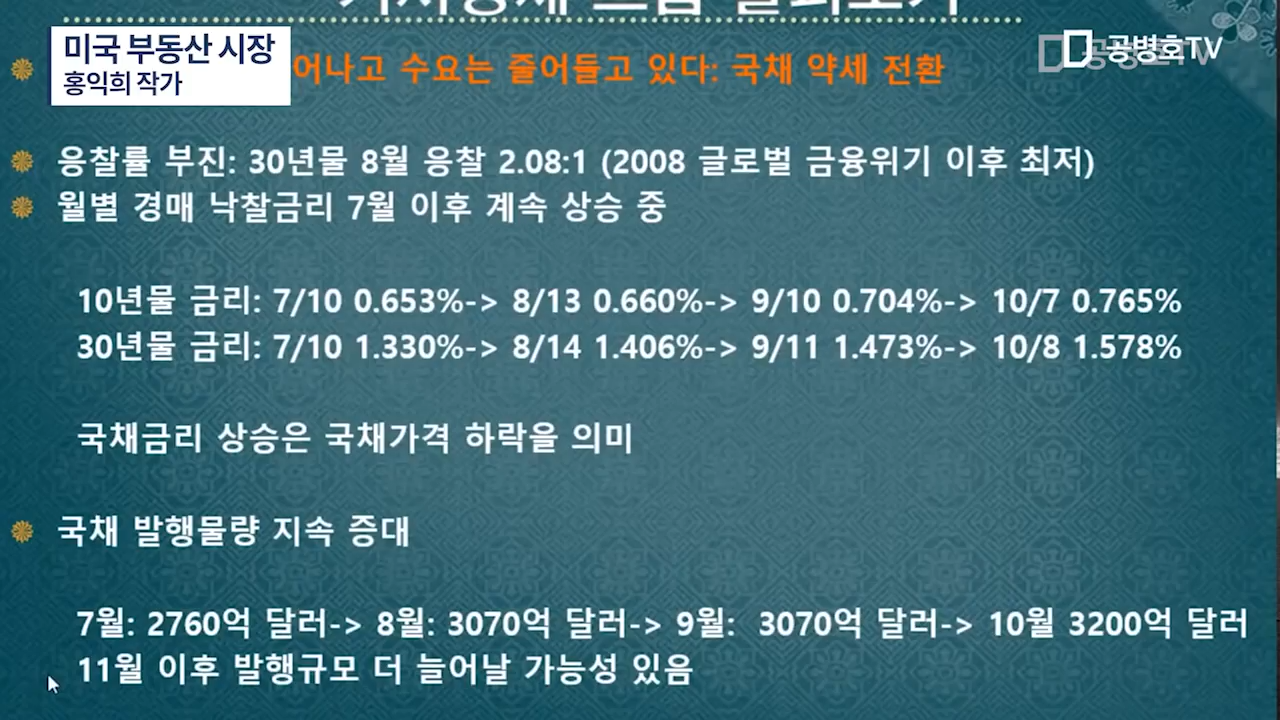 미국 부동산 시장
홍익희 작가
공병호TV
어나고 수요는 줄어들고 있다: 국채 약세 전환
응찰률 부진: 30년물 8월 응찰 2.08:1 (2008 글로벌 금융위기 이후 최저)
월별 경매 낙찰금리 7월 이후 계속 상승 중
10년물 금리: 7/10 0.653%-> 8/13 0.660%-> 9/10 0.704%-> 10/7 0.765%
30년물 금리: 7/10 1.330%-> 8/14 1.406%-> 9/11 1.473%-> 10/8 1.578%
국채금리 상승은 국채가격 하락을 의미
국채 발행물량 지속 증대
7월: 2760억 달러-> 8월: 3070억 달러-> 9월: 3070억 달러-> 10월 3200억 달러
11월 이후 발행규모 더 늘어날 가능성 있음